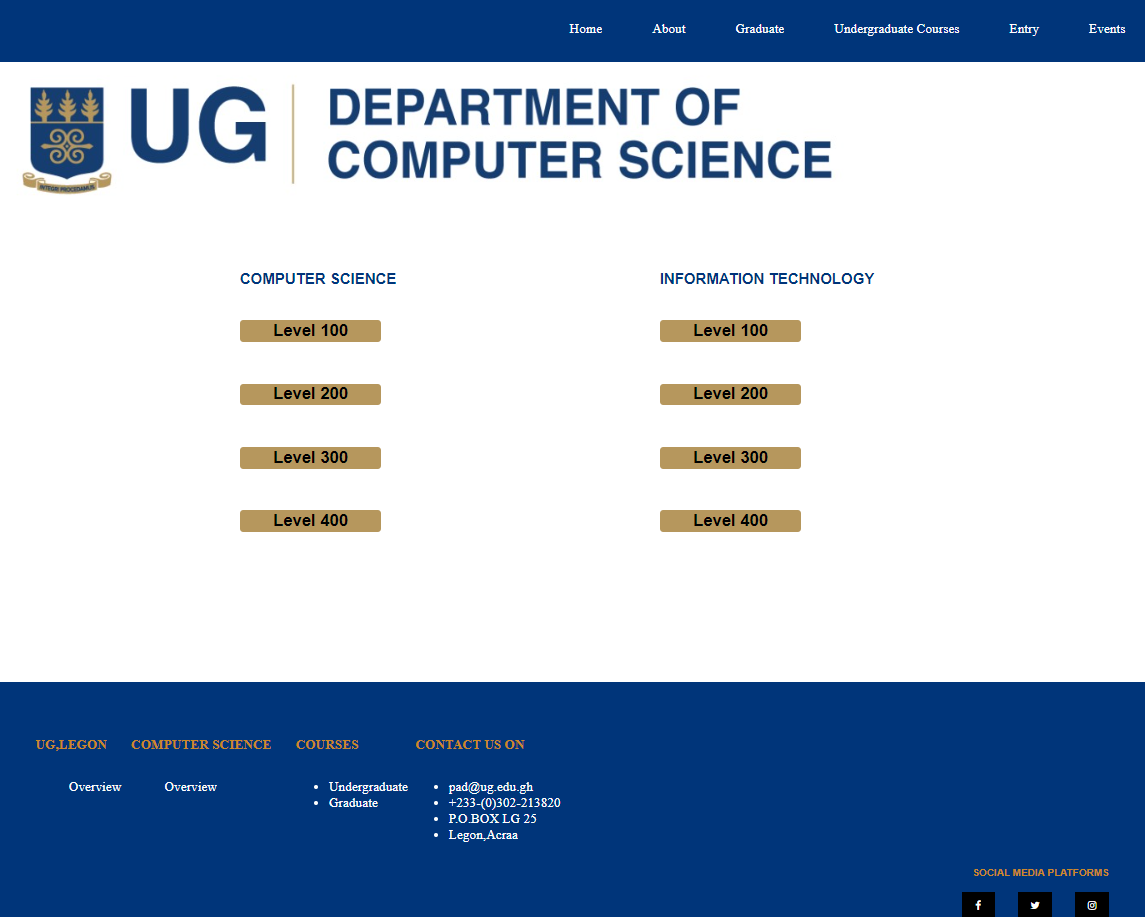 Home About Graduate Undergraduate Courses Entry Events
UG
DEPARTMENT OF
COMPUTER SCIENCE
INTEGRI PROCEDAMUS
COMPUTER SCIENCE
Level 100
Level 200
Level 300
Level 400
INFORMATION TECHNOLOGY
Level 100
Level 200
Level 300
Level 400
UG,LEGON
Overview
COMPUTER SCIENCE
Overview
COURSES
Undergraduate
Graduate
CONTACT US ON
pad@ug.edu.gh
+233-(0)302-213820
P.O.BOX LG 25
Legon,Acraa
SOCIAL MEDIA PLATFORMS